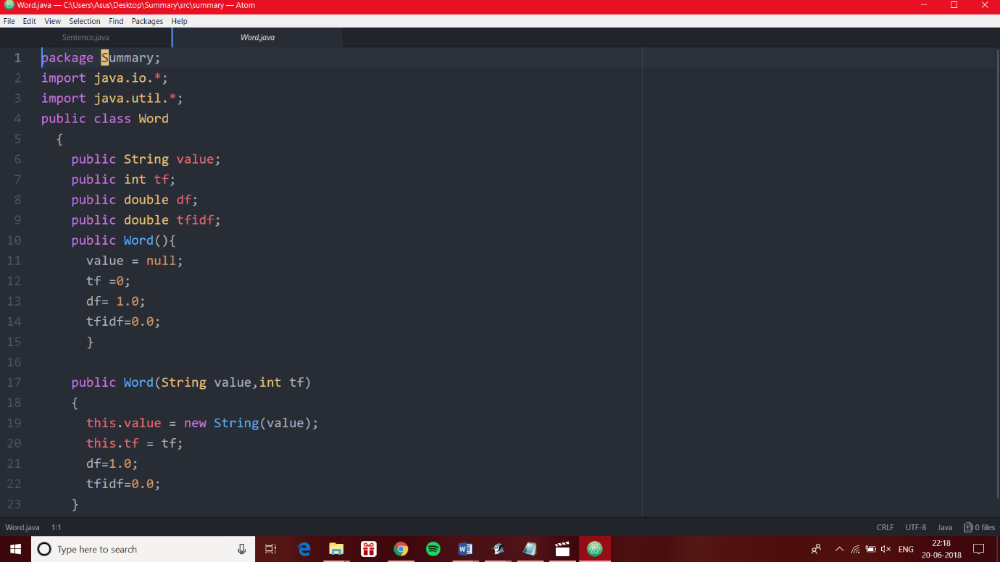 Word.java — C:\Users\Asus\Desktop\Summary\src\summary — Atom
File Edit View Selection Find Packages Help
Sentence.java Word.java
1 package Summary;
2 import java.io.*;
3 import java.util.*;
4 public class Word
5 {
6 public String value;
7 public int tf;
8 public double df;
9 public double tfidf;
10 public Word(){
11 value = null;
12 tf =0;
13 df= 1.0;
14 tfidf=0.0;
15 }
16
17 public Word(String value,int tf)
18 {
19 this.value = new String(value);
20 this.tf = tf;
21 df=1.0;
22 tfidf=0.0;
23 }
Word.java 1:1 CRLF UTF-8 Java 0 files
Type here to search ENG 22:18
20-06-2018